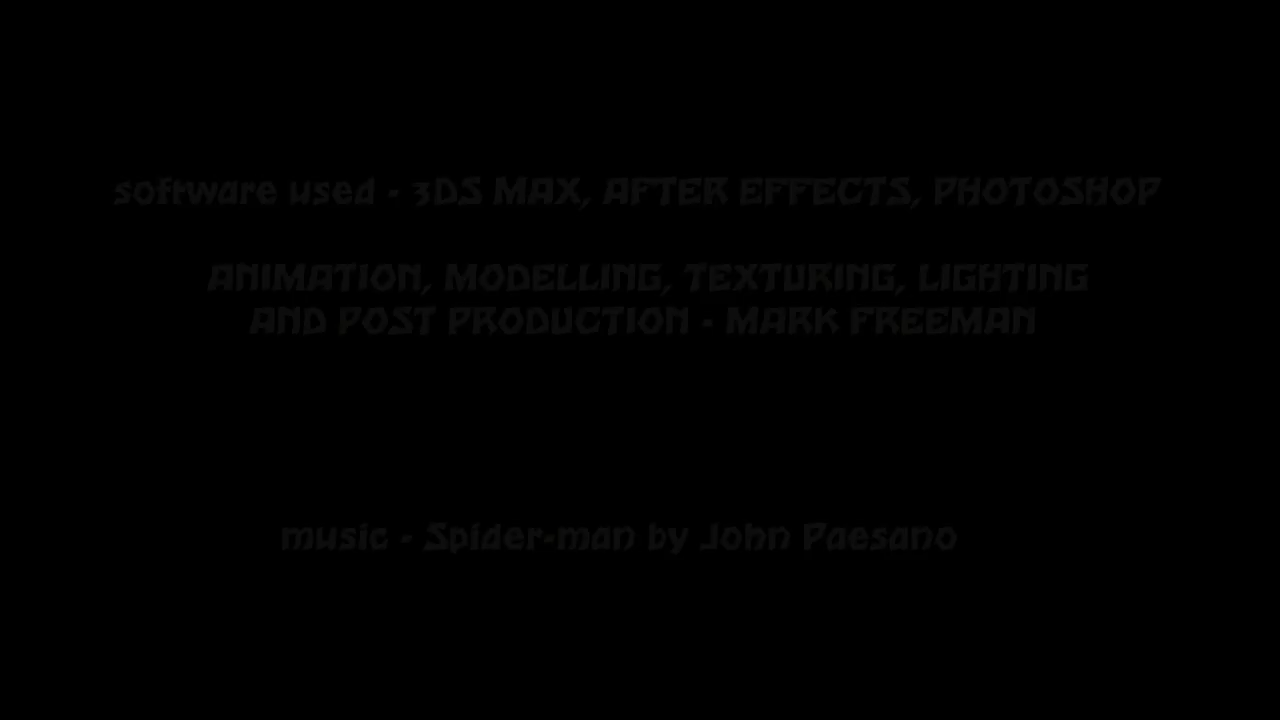 software used - 3DS MAX, AFTER EFFECTS, PHOTOSHOP
ANIMATION, MODELLING, TEXTURING, LIGHTING
AND POST PRODUCTION - MARK FREEMAN
music - Spider-man by John Paesano